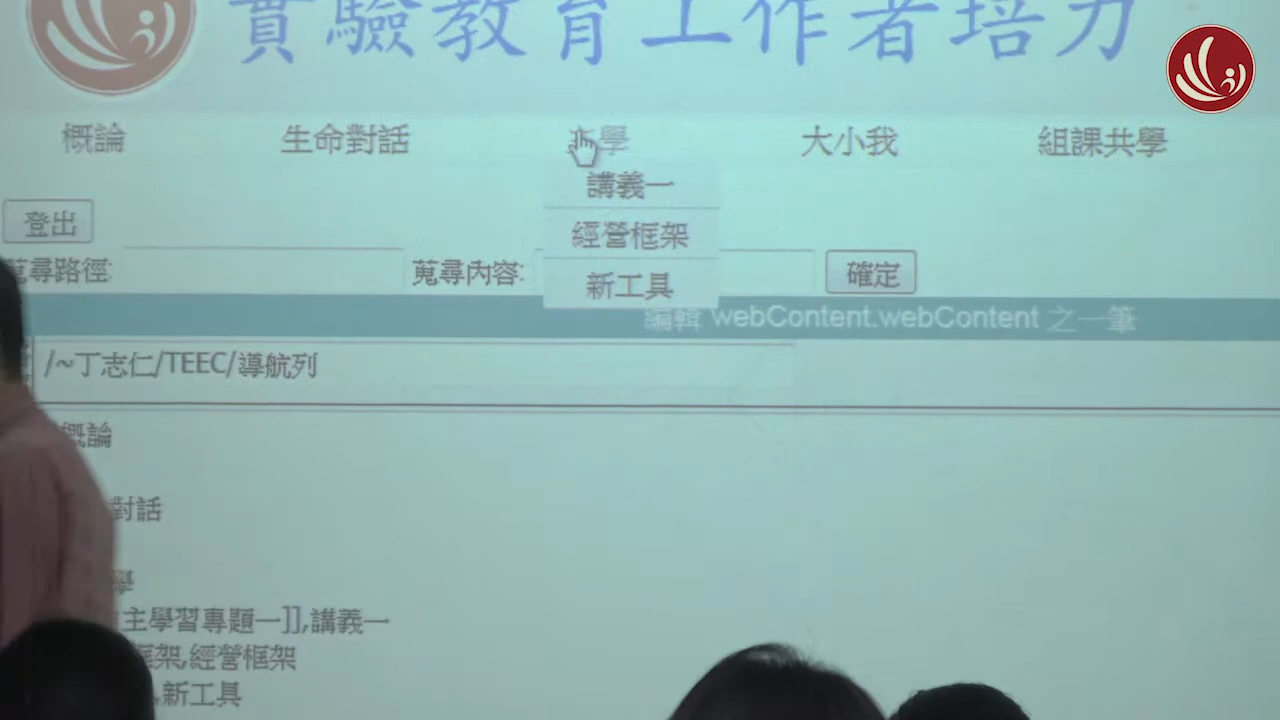 實驗教育工作者培力
概論 生命對話 學 大小我 組課共學
講義一
經營框架
新工具
登出
蒐尋路徑: 蒐尋內容: 確定
編輯 webContent.webContent 之一筆
/~丁志仁/TEEC/導航列
概論
對話
學
主學習專題一]],講義一
框架,經營框架
,新工具